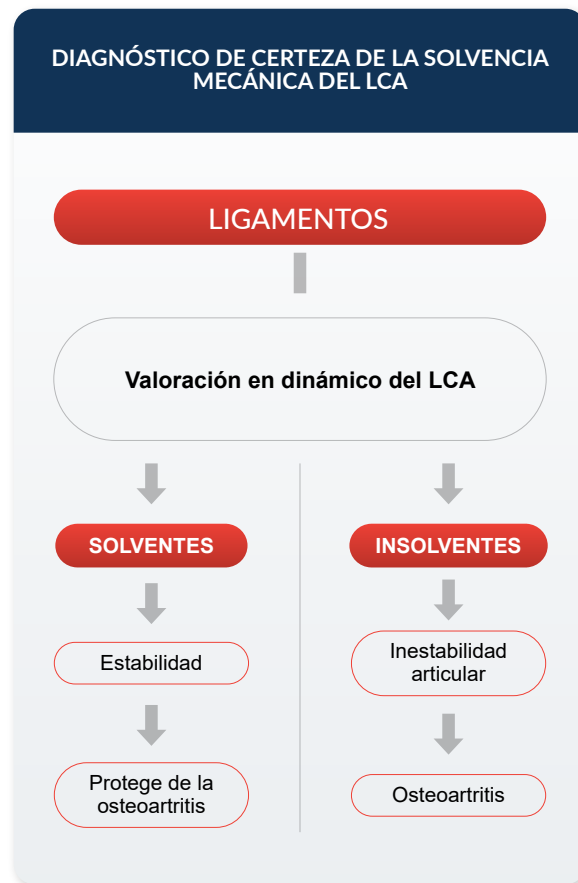 DIAGNÓSTICO DE CERTEZA DE LA SOLVENCIA
MECÁNICA DEL LCA
LIGAMENTOS
Valoración en dinámico del LCA
SOLVENTES
INSOLVENTES
Estabilidad
Inestabilidad
articular
Protege de la
osteoartritis
Osteoartritis